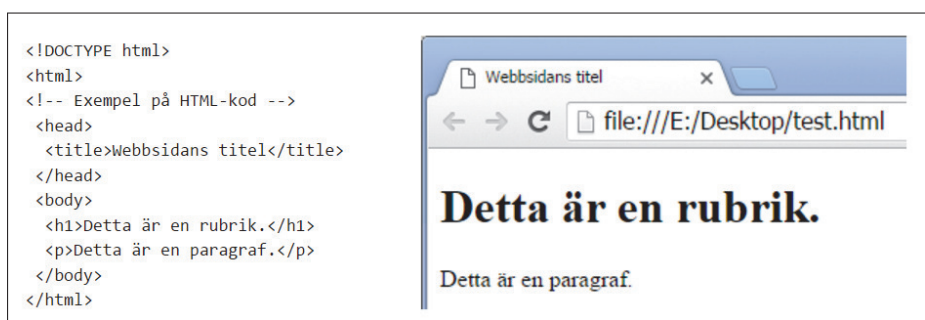 <!DOCTYPE html>
<html>
<!-- Exempel på HTML-kod -->
<head>
<title>Webbsidans titel</title>
</head>
<body>
<h1>Detta är en rubrik.</h1>
<p>Detta är en paragraf.</p>
</body>
</html>
Webbsidans titel
file:///E:/Desktop/test.html
Detta är en rubrik.
Detta är en paragraf.